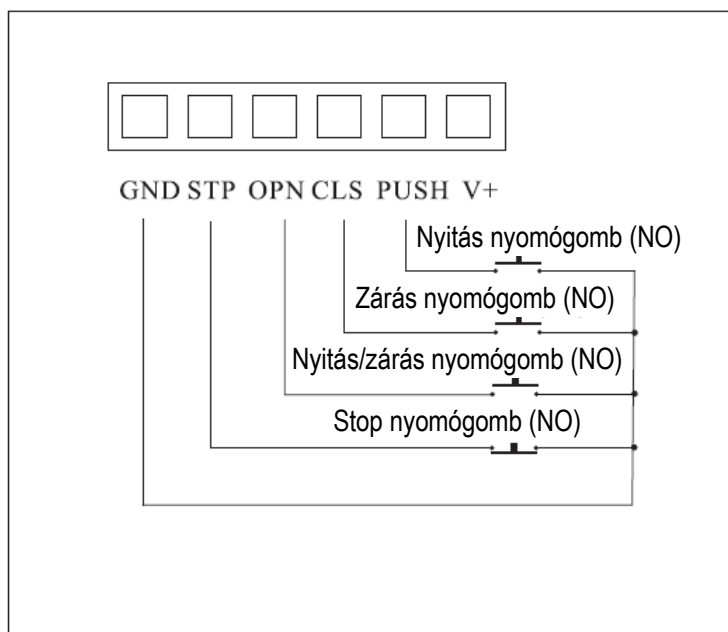 GND STP OPN CLS PUSH V+
Nyitás nyomógomb (NO)
Zárás nyomógomb (NO)
Nyitás/zárás nyomógomb (NO)
Stop nyomógomb (NO)